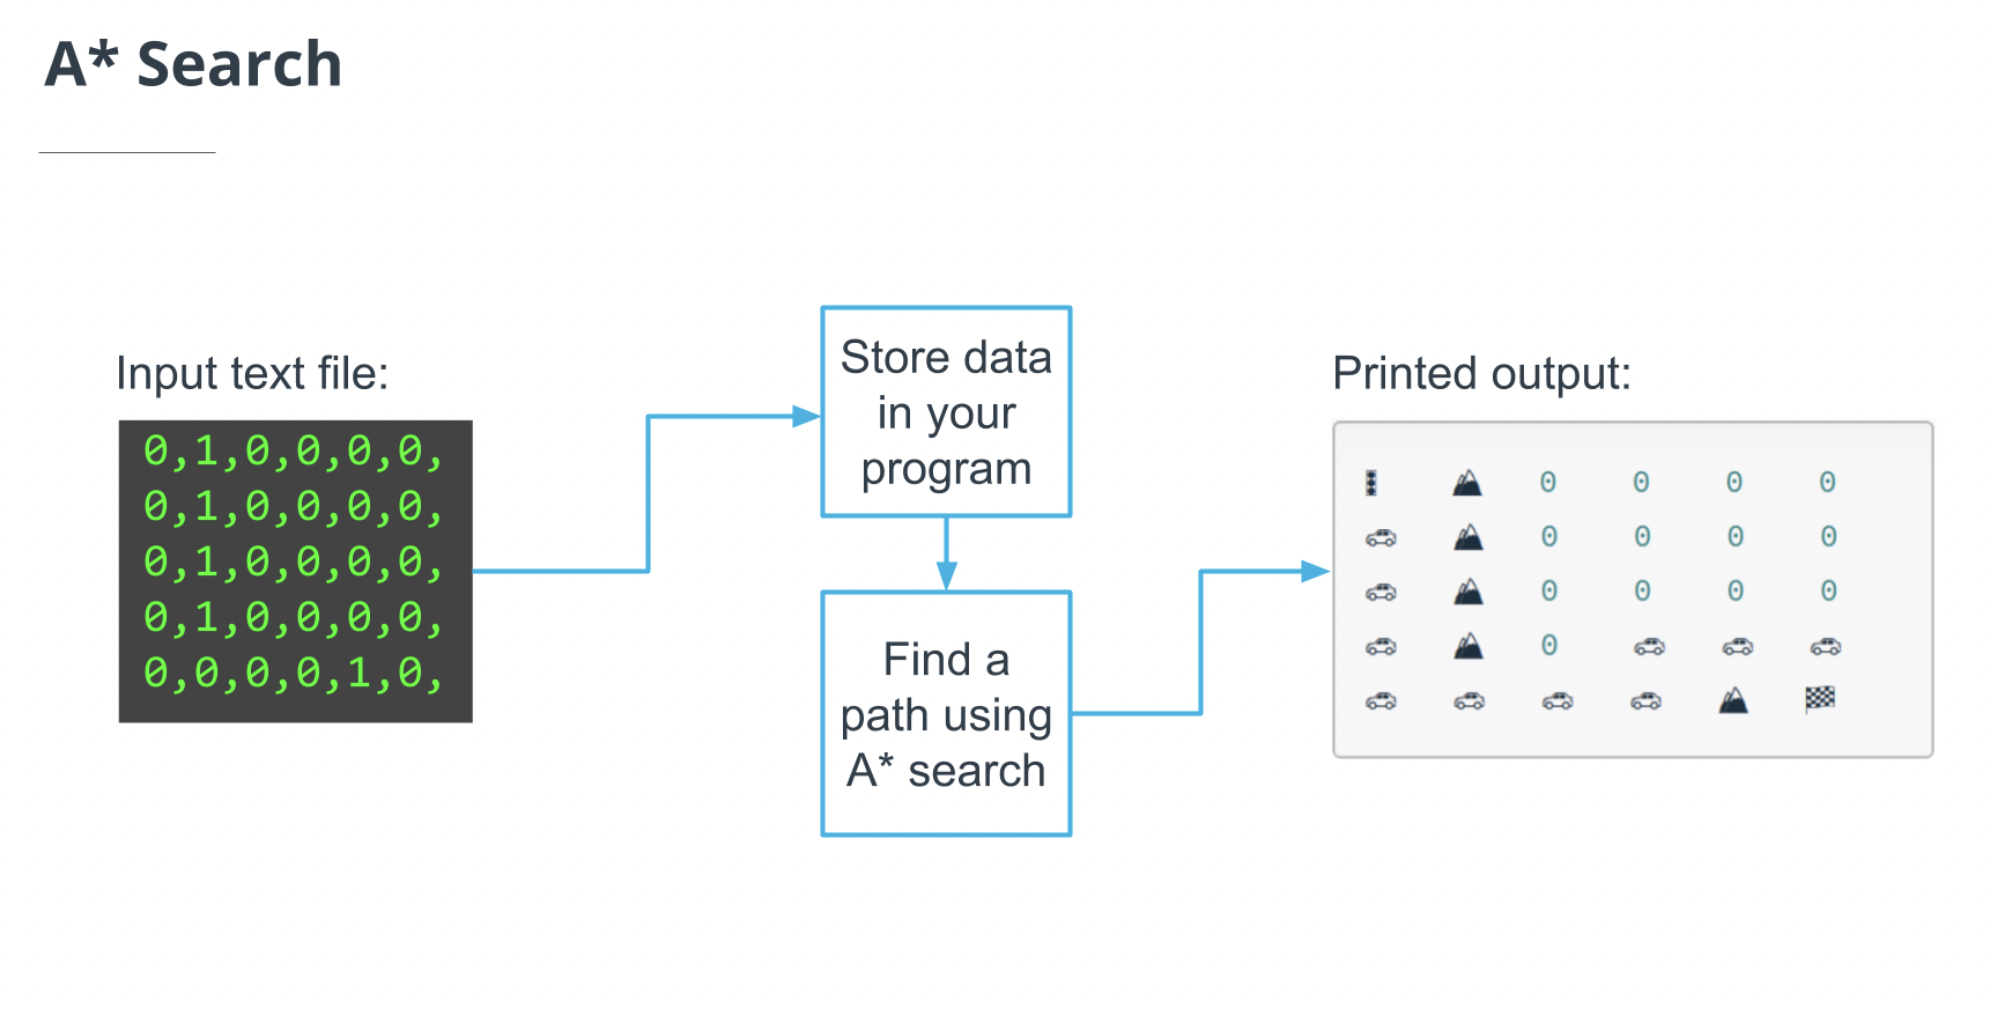 A* Search
Input text file:
0,1,0,0,0,0,
0,1,0,0,0,0,
0,1,0,0,0,0,
0,1,0,0,0,0,
0,0,0,0,1,0,
Store data
in your
program
Find a
path using
A* search
Printed output:
0 0 0 0
0 0 0 0
0 0 0 0
0